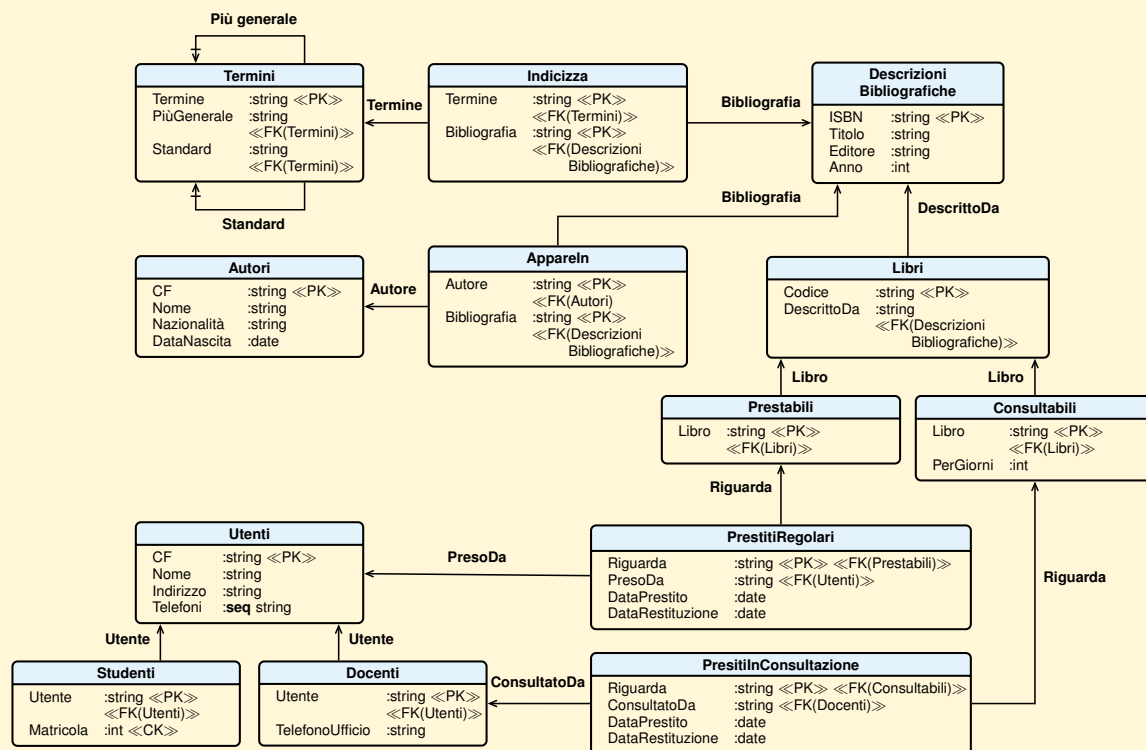 Più generale
Termini
Termine :string ≪PK≫
PiùGenerale :string
≪FK(Termini)≫
Standard :string
≪FK(Termini)≫
Standard
Termine
Indicizza
Termine :string ≪PK≫
≪FK(Termini)≫
Bibliografia :string ≪PK≫
≪FK(Descrizioni
Bibliografiche)≫
Bibliografia
Descrizioni
Bibliografiche
ISBN :string ≪PK≫
Titolo :string
Editore :string
Anno :int
Bibliografia
DescrittoDa
Autori
CF :string ≪PK≫
Nome :string
Nazionalità :string
DataNascita :date
Autore
AppareIn
Autore :string ≪PK≫
≪FK(Autori)
Bibliografia :string ≪PK≫
≪FK(Descrizioni
Bibliografiche)≫
Libri
Codice :string ≪PK≫
DescrittoDa :string
≪FK(Descrizioni
Bibliografiche)≫
Libro
Libro
Prestabili
Libro :string ≪PK≫
≪FK(Libri)≫
Consultabili
Libro :string ≪PK≫
≪FK(Libri)≫
PerGiorni :int
Riguarda
Utenti
CF :string ≪PK≫
Nome :string
Indirizzo :string
Telefoni :seq string
PresoDa
PrestitiRegolari
Riguarda :string ≪PK≫ ≪FK(Prestabili)≫
PresoDa :string ≪FK(Utenti)≫
DataPrestito :date
DataRestituzione :date
Riguarda
Utente
Utente
Studenti
Utente :string ≪PK≫
≪FK(Utenti)≫
Matricola :int ≪CK≫
Docenti
Utente :string ≪PK≫
≪FK(Utenti)≫
TelefonoUfficio :string
ConsultatoDa
PresitiInConsultazione
Riguarda :string ≪PK≫ ≪FK(Consultabili)≫
ConsultatoDa :string ≪FK(Docenti)≫
DataPrestito :date
DataRestituzione :date